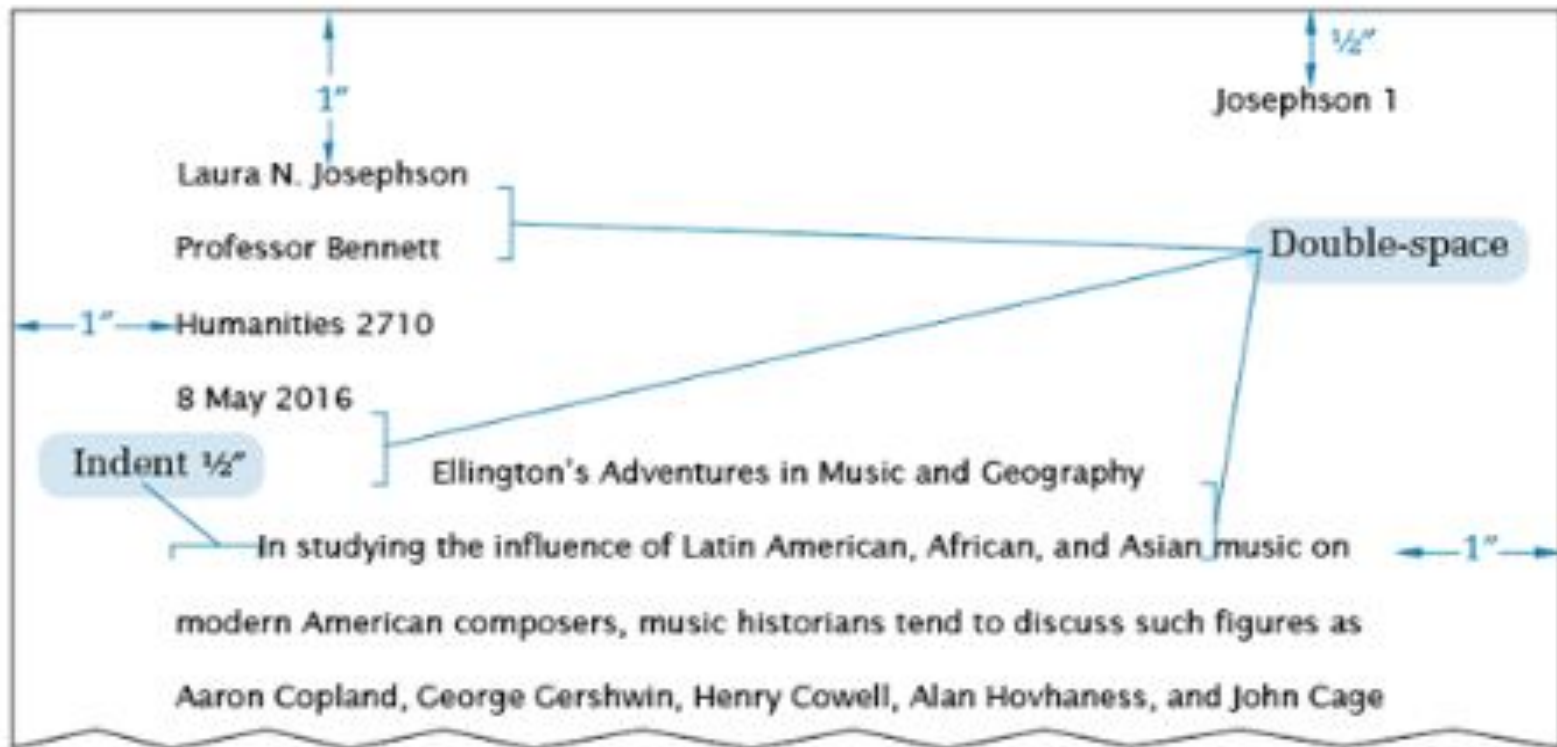 ½"
1"
Josephson 1
Laura N. Josephson
Professor Bennett
Double-space
1" Humanities 2710
8 May 2016
Indent ½"
Ellington's Adventures in Music and Geography
In studying the influence of Latin American, African, and Asian music on 1"
modern American composers, music historians tend to discuss such figures as
Aaron Copland, George Gershwin, Henry Cowell, Alan Hovhaness, and John Cage